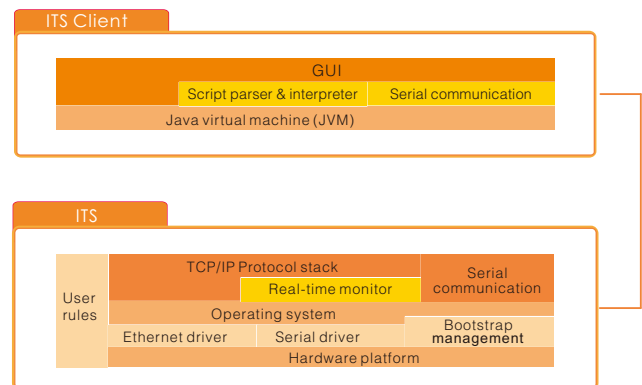 ITS Client
GUI
Script parser & interpreter
Serial communication
Java virtual machine (JVM)
ITS
User
rules
TCP/IP Protocol stack
Real-time monitor
Serial
communication
Operating system
Ethernet driver
Serial driver
Bootstrap
management
Hardware platform